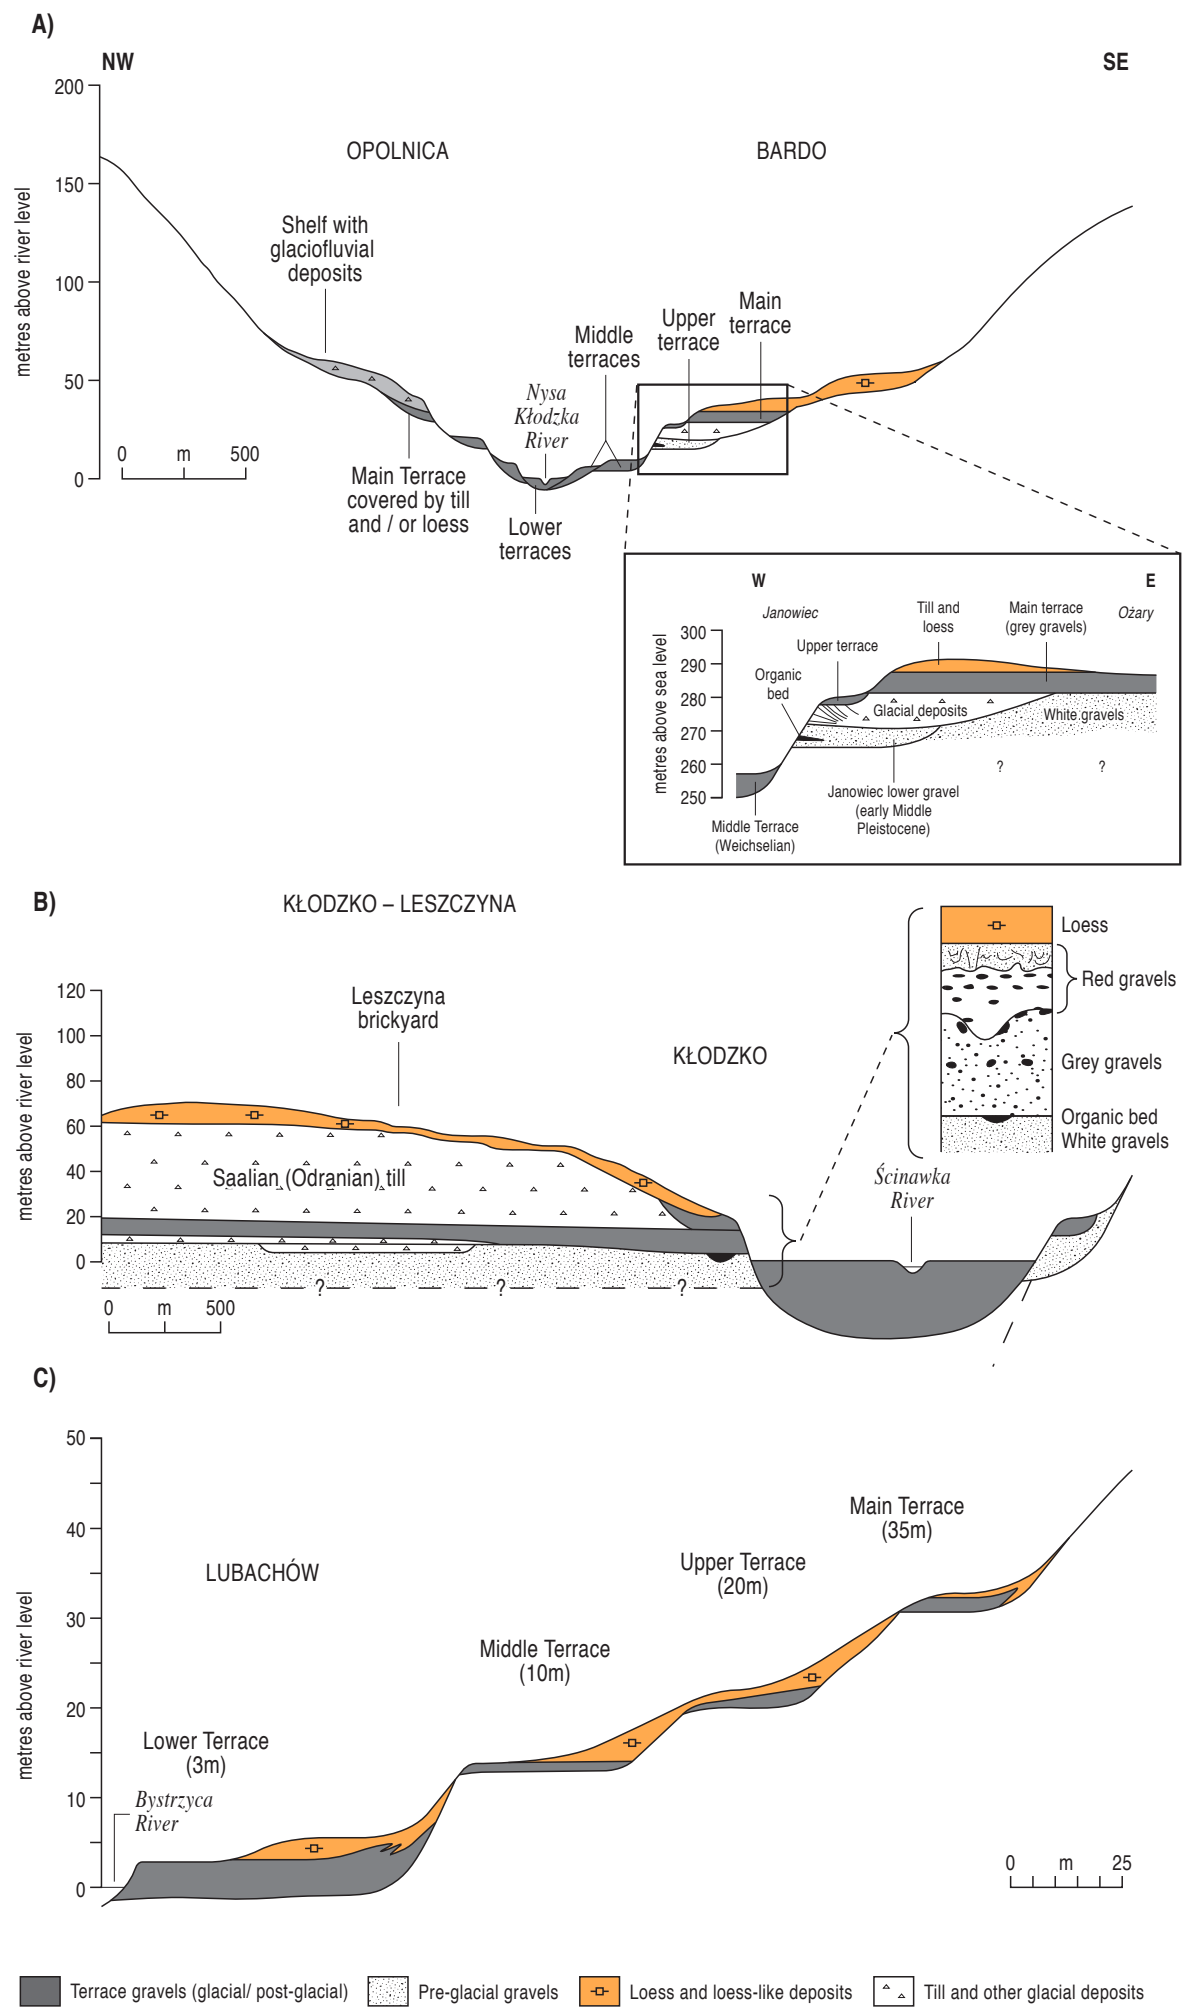 A)
NW
SE
200
150
100
50
0
metres above river level
OPOLNICA
BARDO
Shelf with
glaciofluvial
deposits
Main
terrace
Upper
terrace
Middle
terraces
Nysa
Kłodzka
River
0 m 500
Main Terrace
covered by till
and / or loess
Lower
terraces
W
E
Janowiec
Ożary
Till and
loess
Main terrace
(grey gravels)
Upper terrace
Organic
bed
300
290
280
270
260
250
metres above sea level
Glacial deposits
White gravels
? ?
Janowiec lower gravel
(early Middle
Pleistocene)
Middle Terrace
(Weichselian)
B)
KŁODZKO – LESZCZYNA
Loess
Red gravels
Grey gravels
Organic bed
White gravels
120
100
80
60
40
20
0
metres above river level
Leszczyna
brickyard
KŁODZKO
Saalian (Odranian) till
Ścinawka
River
? ? ?
0 m 500
C)
50
40
30
20
10
0
metres above river level
LUBACHÓW
Main Terrace
(35m)
Upper Terrace
(20m)
Middle Terrace
(10m)
Lower Terrace
(3m)
Bystrzyca
River
0 m 25
Terrace gravels (glacial/ post-glacial)
Pre-glacial gravels
Loess and loess-like deposits
Till and other glacial deposits